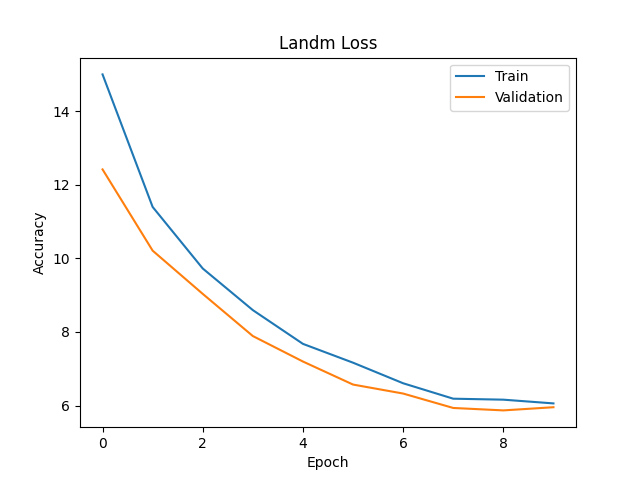 Landm Loss
Train
Validation
Accuracy
14
12
10
8
6
0 2 4 6 8
Epoch